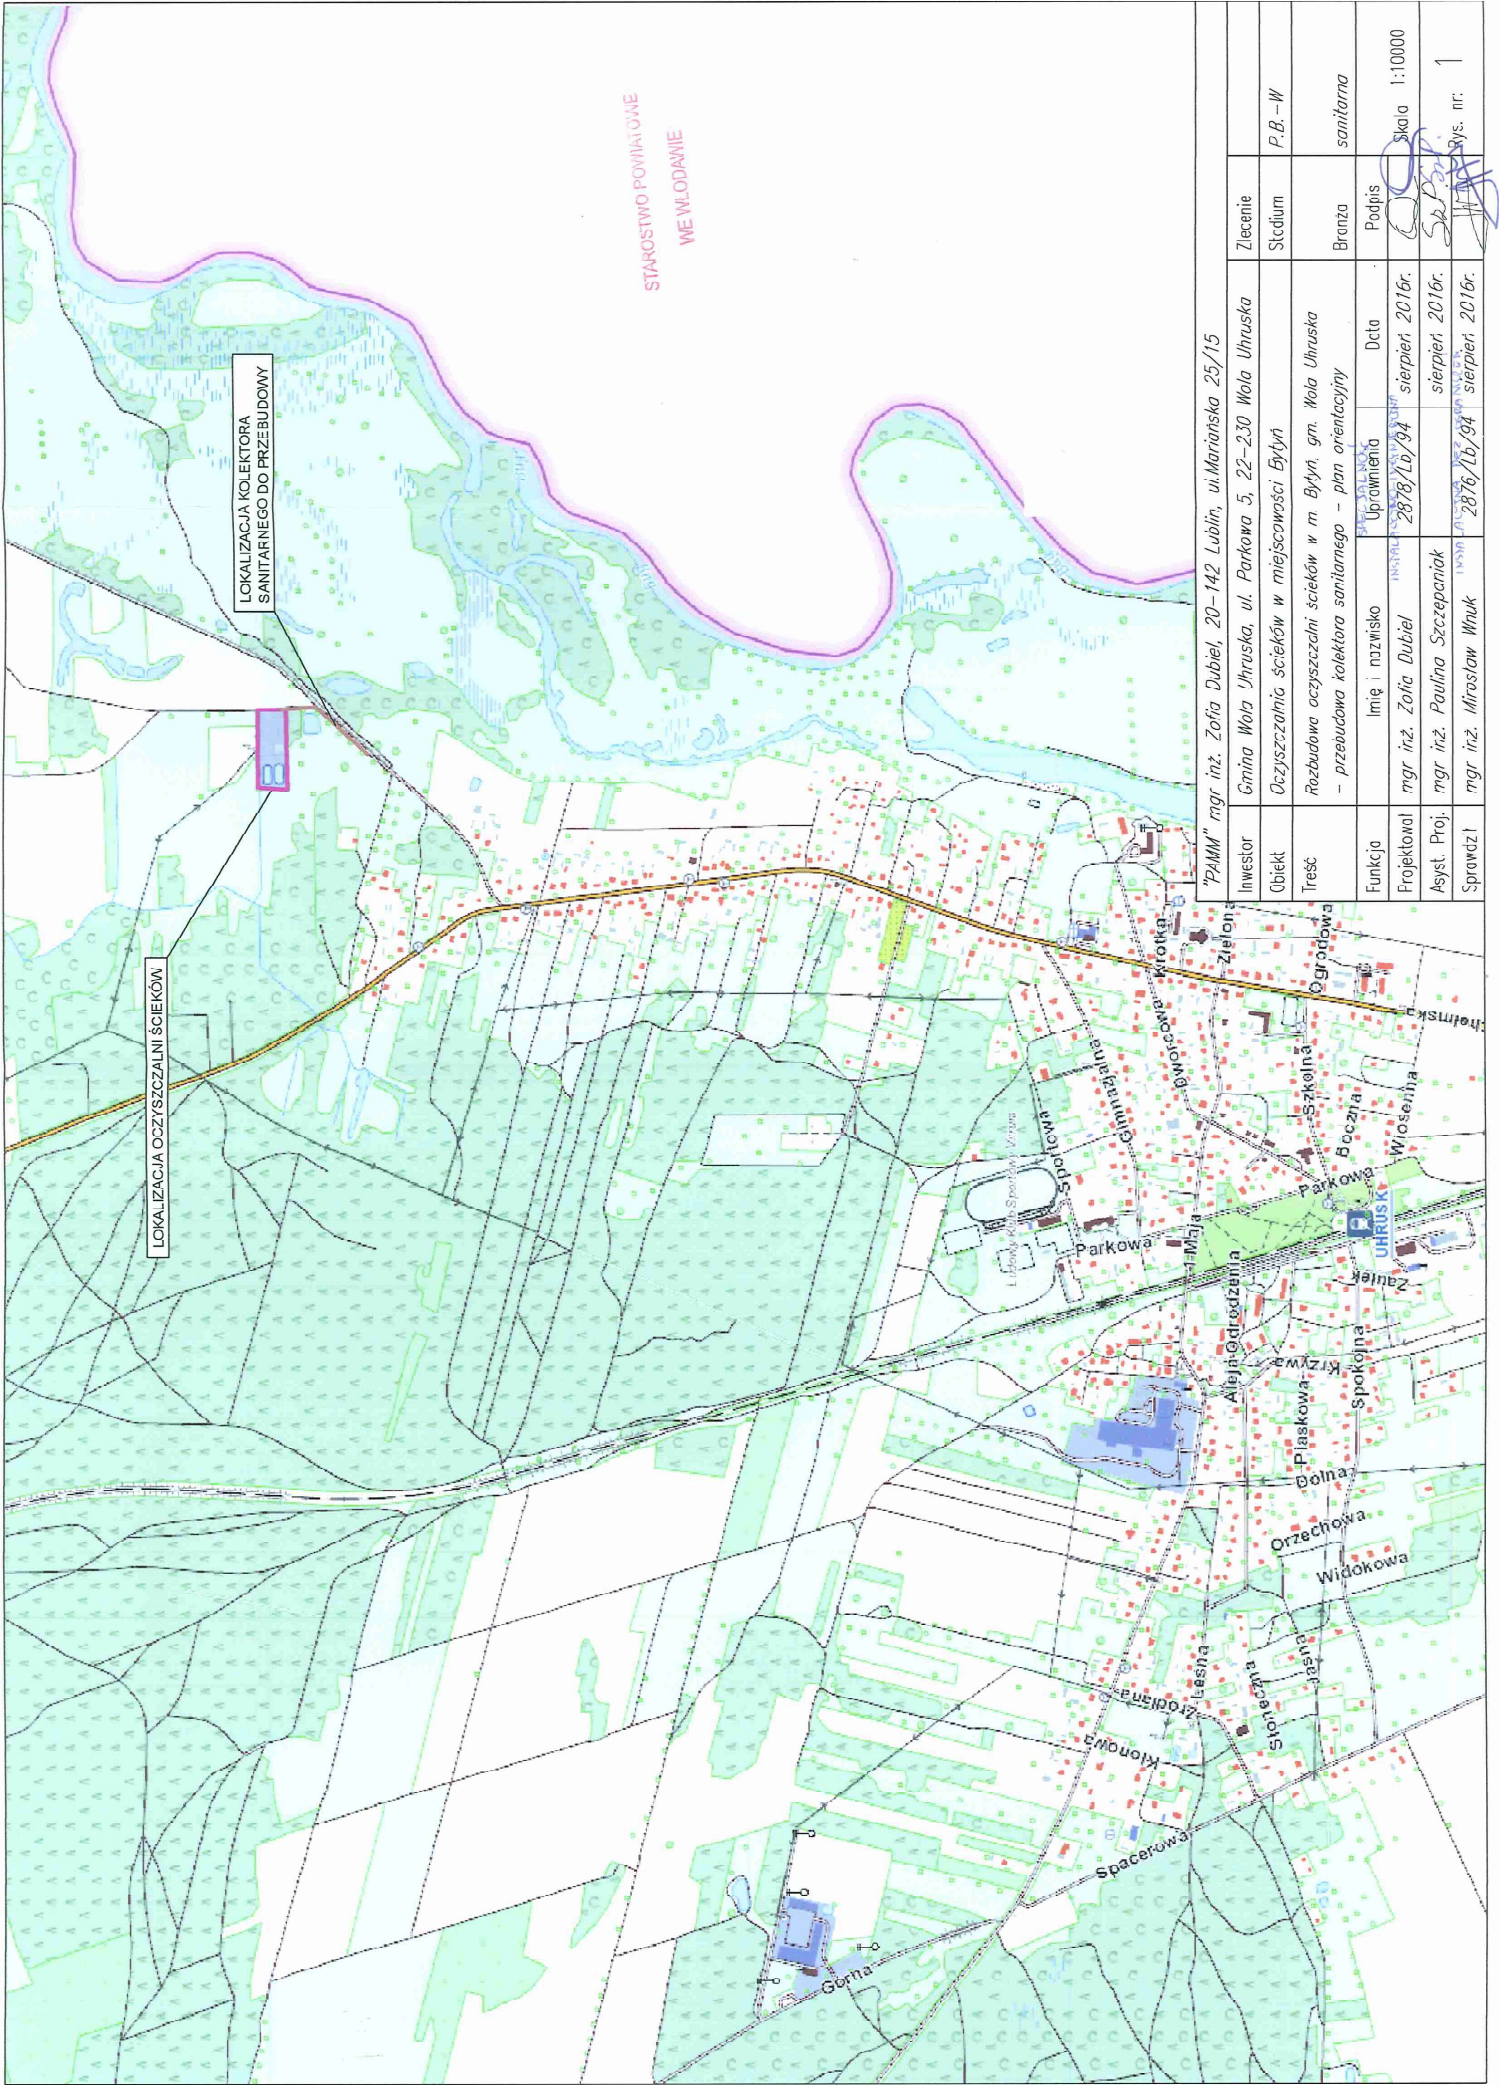 LOKALIZACJA OCZYSZCZALNI ŚCIEKÓW
LOKALIZACJA KOLEKTORA
SANITARNEGO DO PRZEBUDOWY
STAROSTWO POWIATOWE
WE WŁODAWIE
Górna
Spacerowa
Klonowa
Źródlana
Leśna
Słoneczna
Jasna
Widokowa
Orzechowa
Dolna
Piaskowa
Spokojna
Krzywa
Aleja Odrodzenia
1 Maja
Zaułek
UHRUSK
Parkowa
Parkowa
Sportowa
Ludowy Klub Sportowy Vitrum
Gimnazjalna
Dworcowa
Krótka
Zielona
Szkolna
Ogrodowa
Boczna
Wiosenna
hełmska
"PAMM" mgr inż. Zofia Dubiel, 20-142 Lublin, ul.Mariańska 25/15
Inwestor Gmina Wola Uhruska, ul. Parkowa 5, 22-230 Wola Uhruska Zlecenie
Obiekt Oczyszczalnia ścieków w miejscowości Bytyń Stadium P.B.-W
Treść Rozbudowa oczyszczalni ścieków w m. Bytyń, gm. Wola Uhruska
- przebudowa kolektora sanitarnego - plan orientacyjny Branża sanitarna
Funkcja Imię i nazwisko Uprawnienia Data Podpis
SPECJALNOŚĆ
Projektował mgr inż. Zofia Dubiel 2878/Lb/94 sierpień 2016r. Skala 1:10000
Asyst. Proj. mgr inż. Paulina Szczepaniak sierpień 2016r.
Sprawdził mgr inż. Mirosław Wnuk 2876/Lb/94 sierpień 2016r. Rys. nr: 1